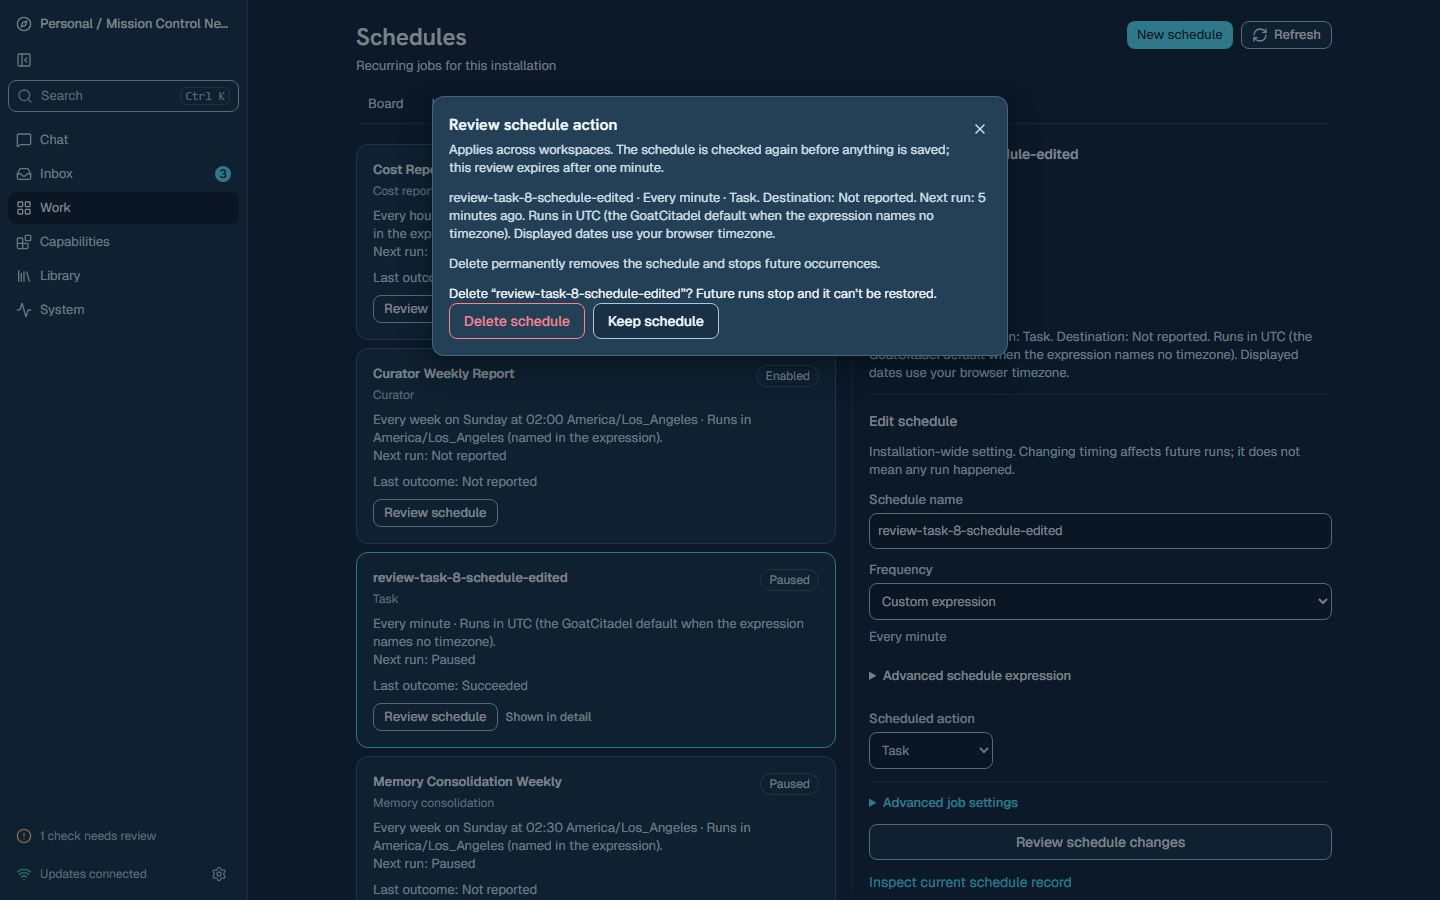 Personal / Mission Control Ne...
Search
Ctrl K
Chat
Inbox
3
Work
Capabilities
Library
System
1 check needs review
Updates connected
Schedules
Recurring jobs for this installation
New schedule
Refresh
Board
Review schedule action
Applies across workspaces. The schedule is checked again before anything is saved;
this review expires after one minute.
review-task-8-schedule-edited · Every minute · Task. Destination: Not reported. Next run: 5
minutes ago. Runs in UTC (the GoatCitadel default when the expression names no
timezone). Displayed dates use your browser timezone.
Delete permanently removes the schedule and stops future occurrences.
Delete “review-task-8-schedule-edited”? Future runs stop and it can't be restored.
Delete schedule
Keep schedule
Cost Repo
Cost repor
Every hou
in the exp
Next run:
Last outco
Review
Curator Weekly Report
Enabled
Curator
Every week on Sunday at 02:00 America/Los_Angeles · Runs in
America/Los_Angeles (named in the expression).
Next run: Not reported
Last outcome: Not reported
Review schedule
review-task-8-schedule-edited
Paused
Task
Every minute · Runs in UTC (the GoatCitadel default when the expression
names no timezone).
Next run: Paused
Last outcome: Succeeded
Review schedule
Shown in detail
Memory Consolidation Weekly
Paused
Memory consolidation
Every week on Sunday at 02:30 America/Los_Angeles · Runs in
America/Los_Angeles (named in the expression).
Next run: Paused
Last outcome: Not reported
ule-edited
n: Task. Destination: Not reported. Runs in UTC (the
GoatCitadel default when the expression names no timezone). Displayed
dates use your browser timezone.
Edit schedule
Installation-wide setting. Changing timing affects future runs; it does not
mean any run happened.
Schedule name
review-task-8-schedule-edited
Frequency
Custom expression
Every minute
Advanced schedule expression
Scheduled action
Task
Advanced job settings
Review schedule changes
Inspect current schedule record